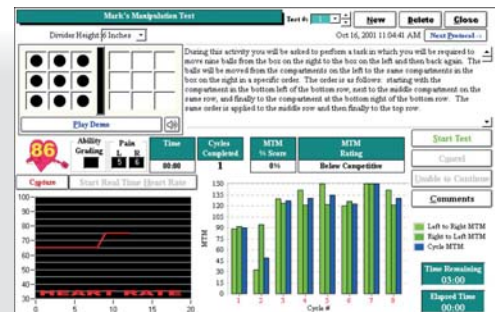 Mark's Manipulation Test
Test #: 1
New
Delete
Close
Divider Height: 6 Inches
Oct 16, 2001 11:04:41 AM
Next Protocol->
During this activity you will be asked to perfom a task in which you will be required to
move nine balls from the box on the right to the box on the left and then back again. The
balls will be moved from the compartments on the left to the same compartments in the
box on the right in a specific order. The order is as follows: starting with the
compartment in the bottom left of the bottom row, next to the middle compartment on the
same row, and finally to the compartment at the bottom right of the bottom row. The
same order is applied to the middle row and then finally to the top row.
Play Demo
86
Ability Grading
Pain
L R
5 6
Time
00:00
Cycles Completed
1
MTM % Score
0%
MTM Rating
Below Competitive
Start Test
Cancel
Unable to Continue
Comments
Capture
Start Real Time Heart Rate
100-
90-
80-
70-
60-
50-
40-
30-
HEART RATE
0 5 10 15 20
MTM
150
135
120
105
90
75
60
45
30
15
0
1 2 3 4 5 6 7 8
Cycle #
Left to Right MTM
Right to Left MTM
Cycle MTM
Time Remaining
03:00
Elapsed Time
00:00